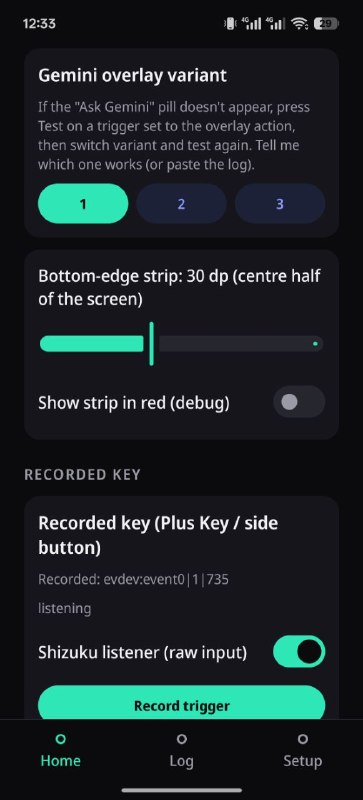 12:33
4G
4G
29
Gemini overlay variant
If the "Ask Gemini" pill doesn't appear, press
Test on a trigger set to the overlay action,
then switch variant and test again. Tell me
which one works (or paste the log).
1
2
3
Bottom-edge strip: 30 dp (centre half
of the screen)
Show strip in red (debug)
RECORDED KEY
Recorded key (Plus Key / side
button)
Recorded: evdev:event0|1|735
listening
Shizuku listener (raw input)
Record trigger
Home
Log
Setup